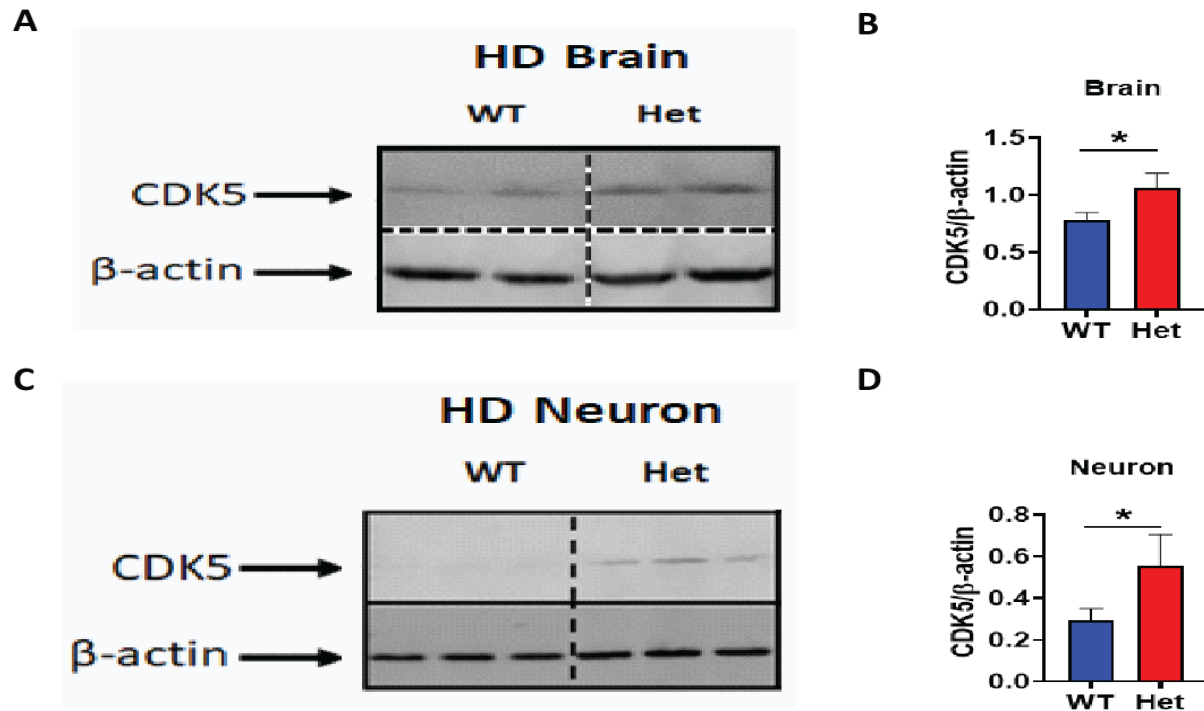 A
HD Brain
WT Het
CDK5
β-actin
B
Brain
*
1.5
1.0
0.5
0.0
CDK5/β-actin
WT Het
C
HD Neuron
WT Het
CDK5
β-actin
D
Neuron
*
0.8
0.6
0.4
0.2
0.0
CDK5/β-actin
WT Het